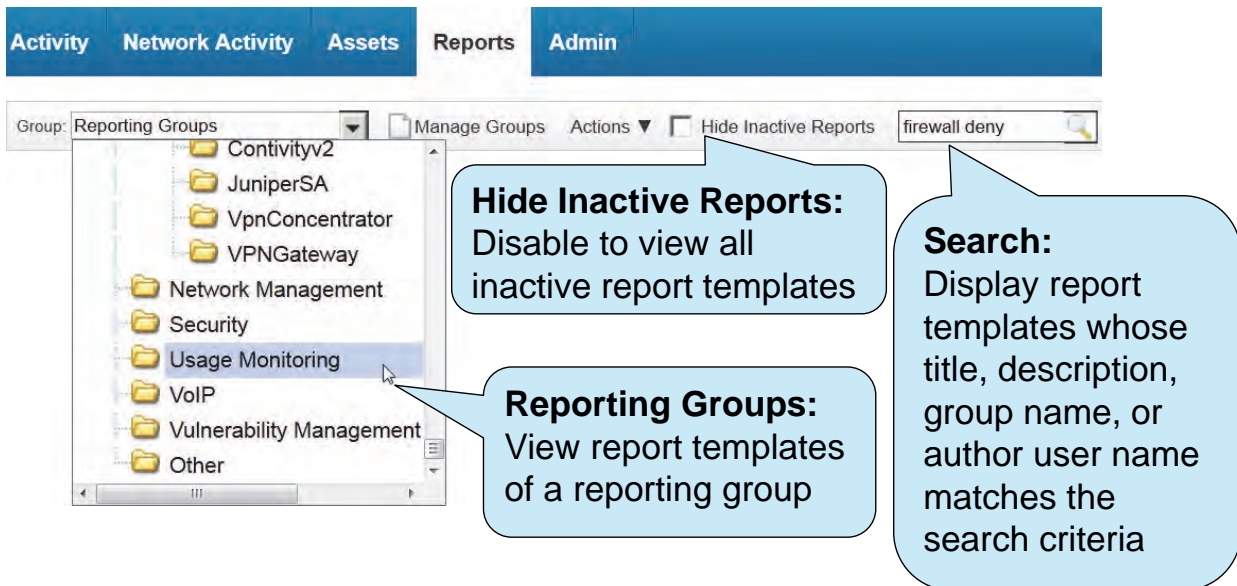 Activity Network Activity Assets Reports Admin
Group: Reporting Groups Manage Groups Actions ▼ Hide Inactive Reports firewall deny
Contivityv2
JuniperSA
VpnConcentrator
VPNGateway
Network Management
Security
Usage Monitoring
VoIP
Vulnerability Management
Other
Hide Inactive Reports:
Disable to view all
inactive report templates
Reporting Groups:
View report templates
of a reporting group
Search:
Display report
templates whose
title, description,
group name, or
author user name
matches the
search criteria